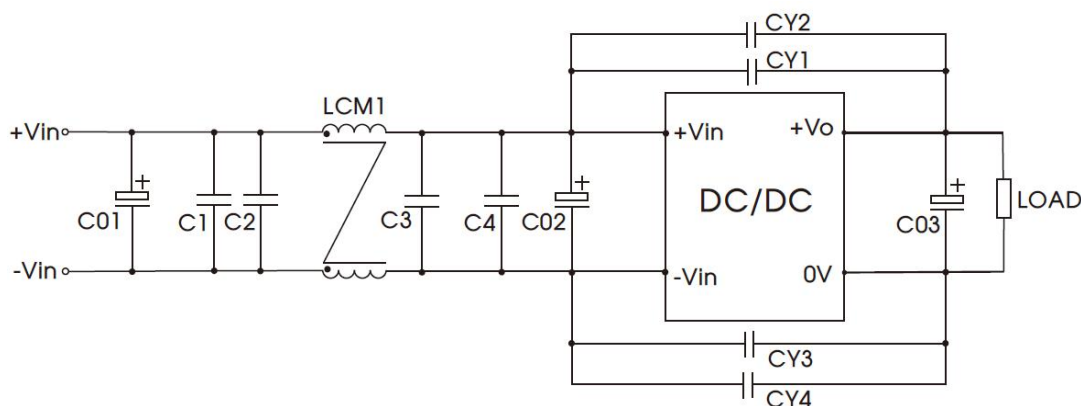 CY2
CY1
LCM1
+Vin
+Vin
+Vo
+
+
+
DC/DC
LOAD
C01
C1
C2
C3
C4
C02
C03
-Vin
-Vin
0V
CY3
CY4